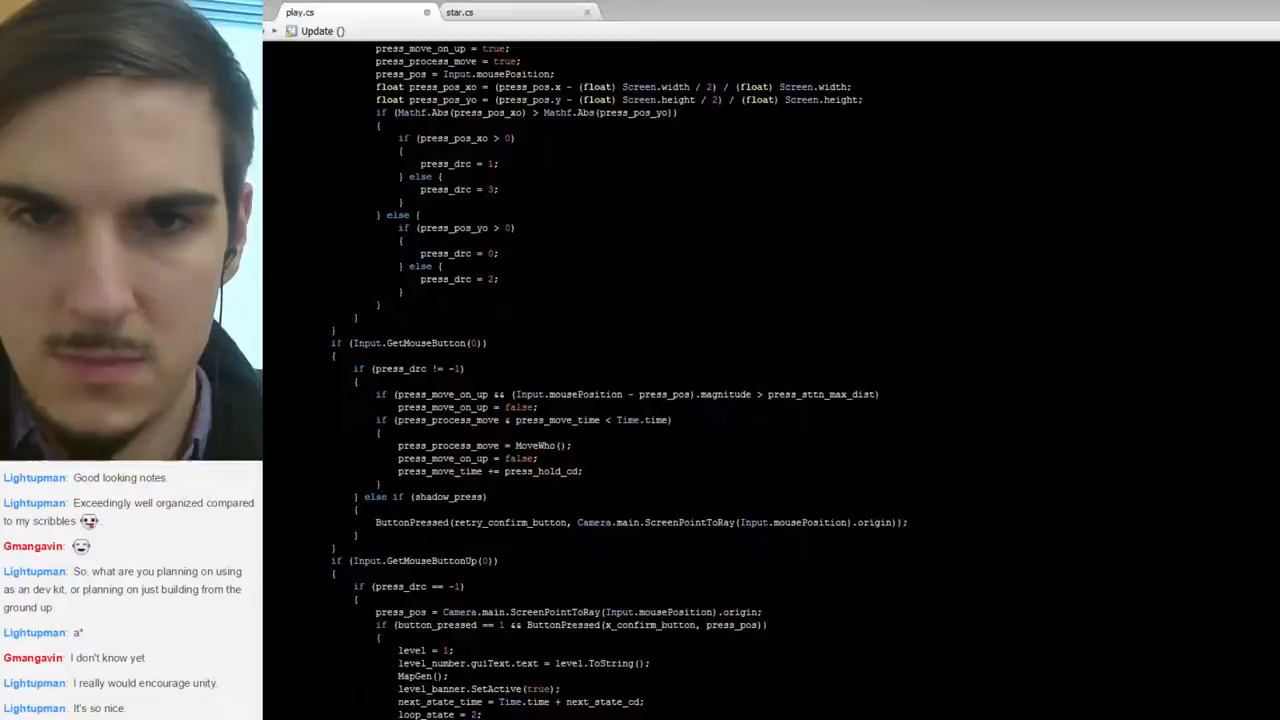 play.cs
star.cs
Update ()
press_move_on_up = true;
press_process_move = true;
press_pos = Input.mousePosition;
float press_pos_xo = (press_pos.x - (float) Screen.width / 2) / (float) Screen.width;
float press_pos_yo = (press_pos.y - (float) Screen.height / 2) / (float) Screen.height;
if (Mathf.Abs(press_pos_xo) > Mathf.Abs(press_pos_yo))
{
if (press_pos_xo > 0)
{
press_drc = 1;
} else {
press_drc = 3;
}
} else {
if (press_pos_yo > 0)
{
press_drc = 0;
} else {
press_drc = 2;
}
}
}
}
if (Input.GetMouseButton(0))
{
if (press_drc != -1)
{
if (press_move_on_up && (Input.mousePosition - press_pos).magnitude > press_sttn_max_dist)
press_move_on_up = false;
if (press_process_move & press_move_time < Time.time)
{
press_process_move = MoveWho();
press_move_on_up = false;
press_move_time += press_hold_cd;
}
} else if (shadow_press)
{
ButtonPressed(retry_confirm_button, Camera.main.ScreenPointToRay(Input.mousePosition).origin));
}
}
if (Input.GetMouseButtonUp(0))
{
if (press_drc == -1)
{
press_pos = Camera.main.ScreenPointToRay(Input.mousePosition).origin;
if (button_pressed == 1 && ButtonPressed(x_confirm_button, press_pos))
{
level = 1;
level_number.guiText.text = level.ToString();
MapGen();
level_banner.SetActive(true);
next_state_time = Time.time + next_state_cd;
loop_state = 2;
Lightupman: Good looking notes.
Lightupman: Exceedingly well organized compared
to my scribbles .
Gmangavin:
Lightupman: So, what are you planning on using
as an dev kit, or planning on just building from the
ground up.
Lightupman: a*
Gmangavin: I don't know yet
Lightupman: I really would encourage unity.
Lightupman: It's so nice.